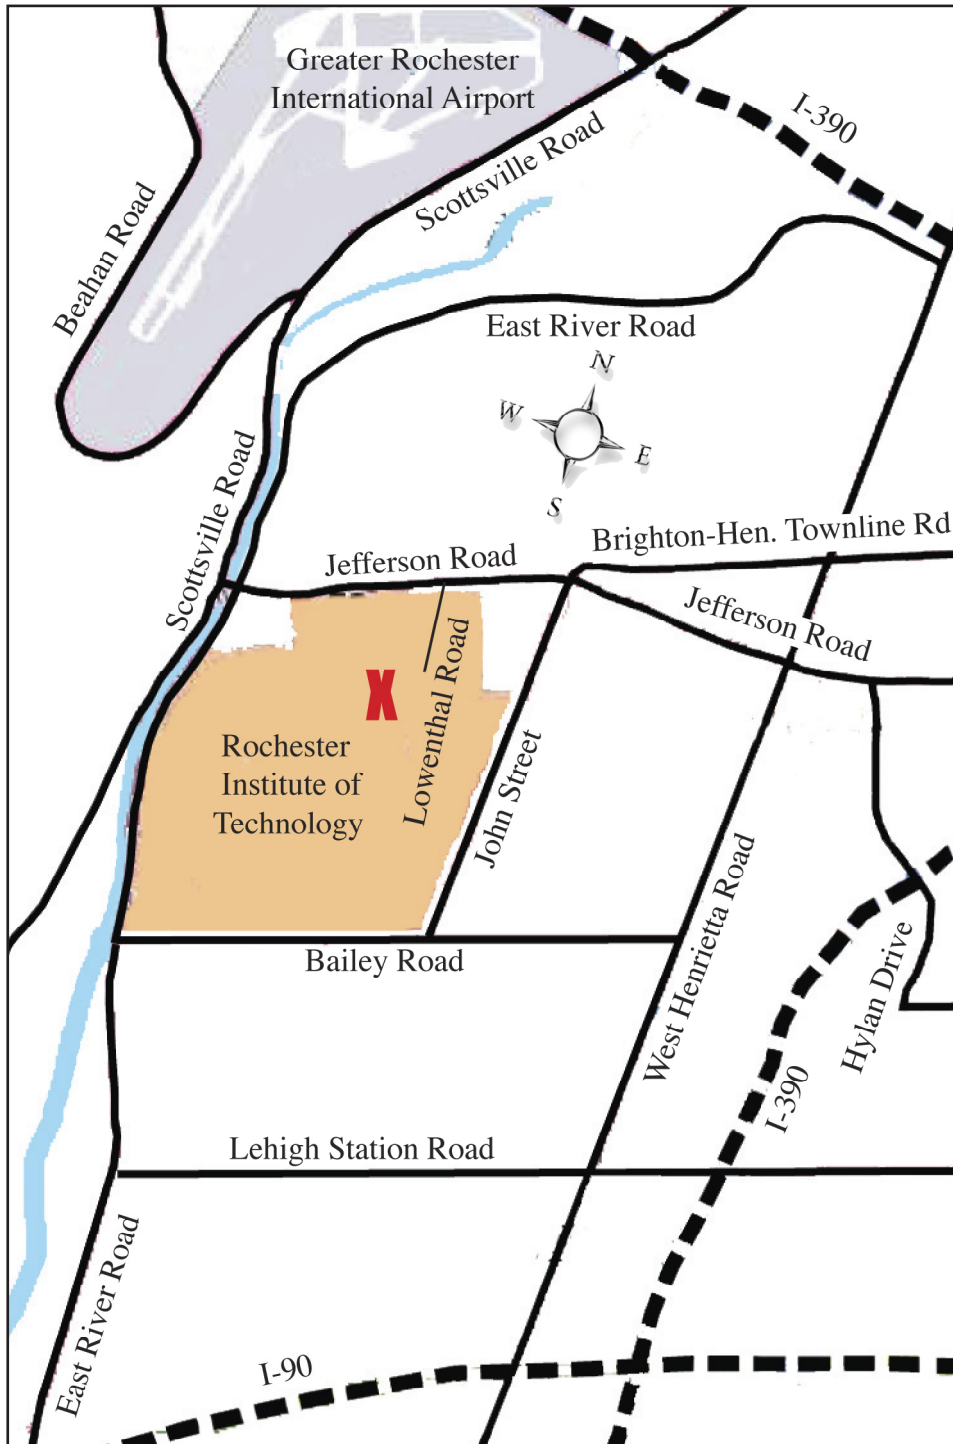 Greater Rochester
International Airport
I-390
Scottsville Road
Beahan Road
East River Road
N
W
E
S
Scottsville Road
Jefferson Road
Brighton-Hen. Townline Rd
Jefferson Road
Lowenthal Road
X
Rochester
Institute of
Technology
John Street
West Henrietta Road
Hylan Drive
Bailey Road
I-390
Lehigh Station Road
East River Road
I-90